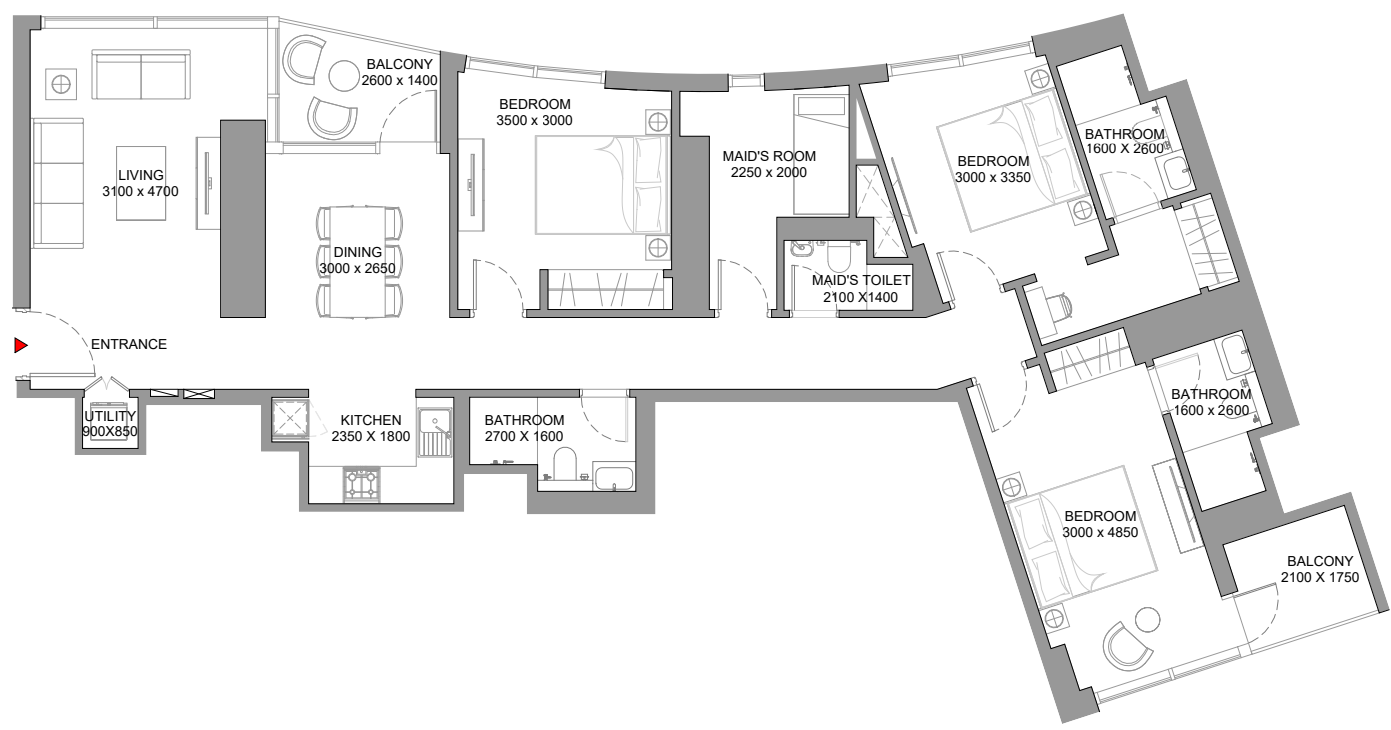 BALCONY
2600 x 1400
BEDROOM
3500 x 3000
BATHROOM
1600 X 2600
MAID'S ROOM
2250 x 2000
BEDROOM
3000 x 3350
LIVING
3100 x 4700
DINING
3000 x 2650
MAID'S TOILET
2100 X1400
ENTRANCE
UTILITY
900X850
KITCHEN
2350 X 1800
BATHROOM
2700 X 1600
BATHROOM
1600 x 2600
BEDROOM
3000 x 4850
BALCONY
2100 X 1750